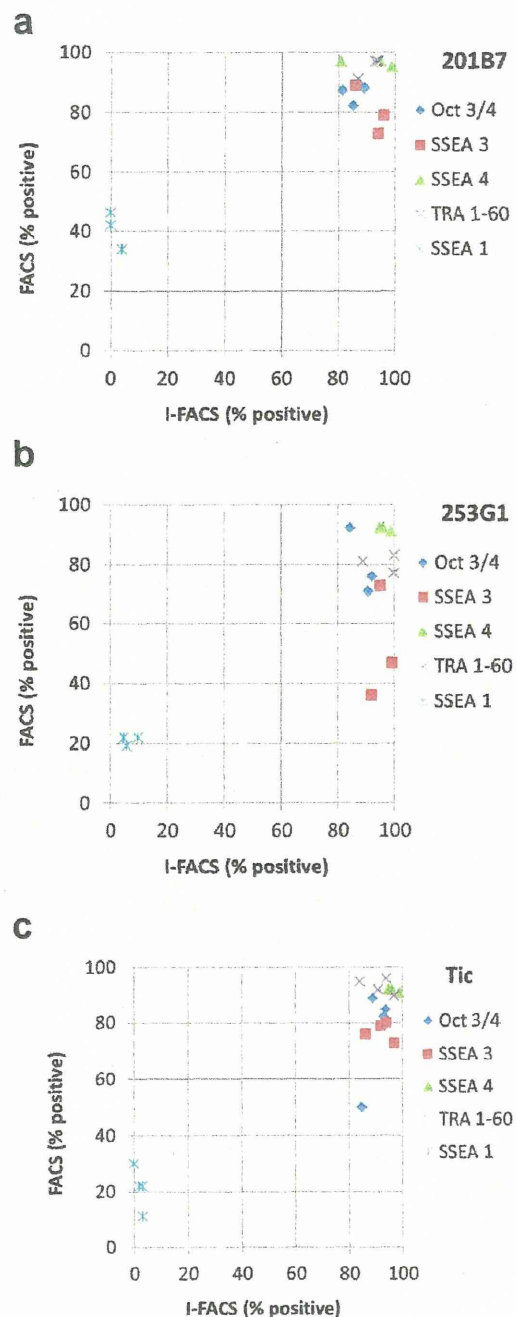 a
201B7
100
80
60
40
20
0
FACS (% positive)
0 20 40 60 80 100
I-FACS (% positive)
Oct 3/4
SSEA 3
SSEA 4
TRA 1-60
SSEA 1
b
253G1
100
80
60
40
20
0
FACS (% positive)
0 20 40 60 80 100
I-FACS (% positive)
Oct 3/4
SSEA 3
SSEA 4
TRA 1-60
SSEA 1
c
Tic
100
80
60
40
20
0
FACS (% positive)
0 20 40 60 80 100
I-FACS (% positive)
Oct 3/4
SSEA 3
SSEA 4
TRA 1-60
SSEA 1